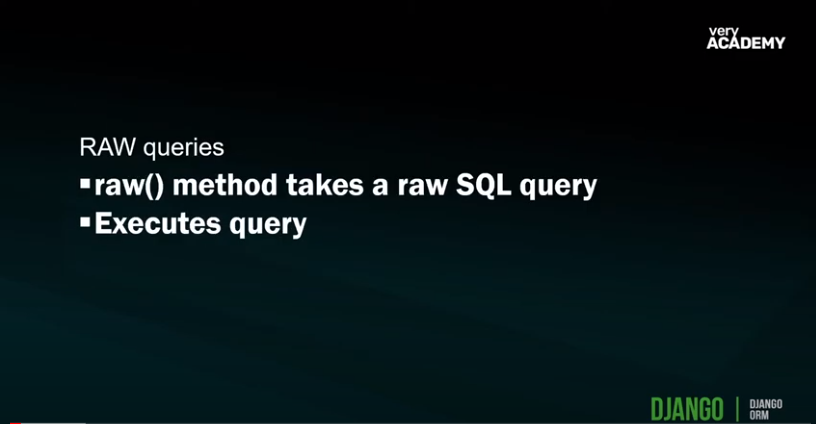 very
ACADEMY
RAW queries
▪raw() method takes a raw SQL query
▪Executes query
DJANGO | DJANGO
ORM